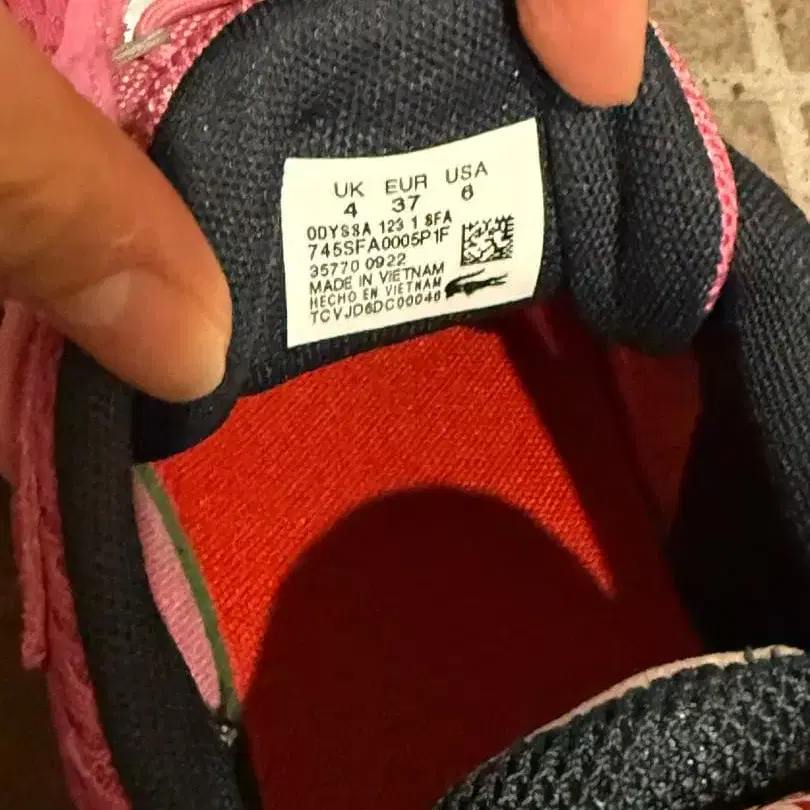 UK EUR USA
4 37 6
ODYSSA 123 1 SFA
745SFA0005P1F
35770 0922
MADE IN VIETNAM
HECHO EN VIETNAM
TCVJD6DC00046